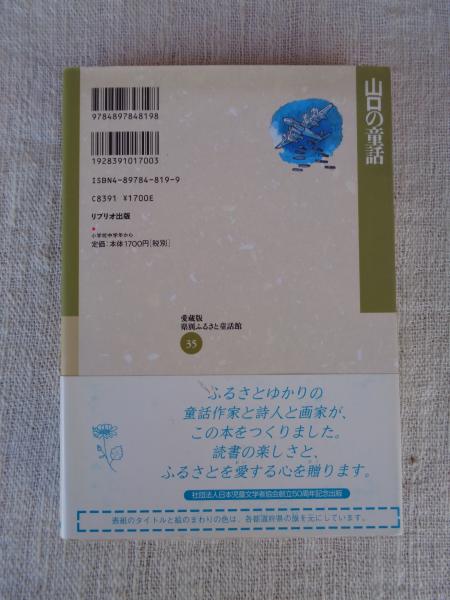 山口の童話
9784897848198
1928391017003
ISBN4-89784-819-9
C8391 ¥1700E
リブリオ出版
小学校中学年から
定価:本体1700円[税別]
愛蔵版
県別ふるさと童話館
35
ふるさとゆかりの
童話作家と詩人と画家が、
この本をつくりました。
読書の楽しさと、
ふるさとを愛する心を贈ります。
社団法人日本児童文学者協会創立50周年記念出版
表紙のタイトルと絵のまわりの色は、各都道府県の旗を元にしています。